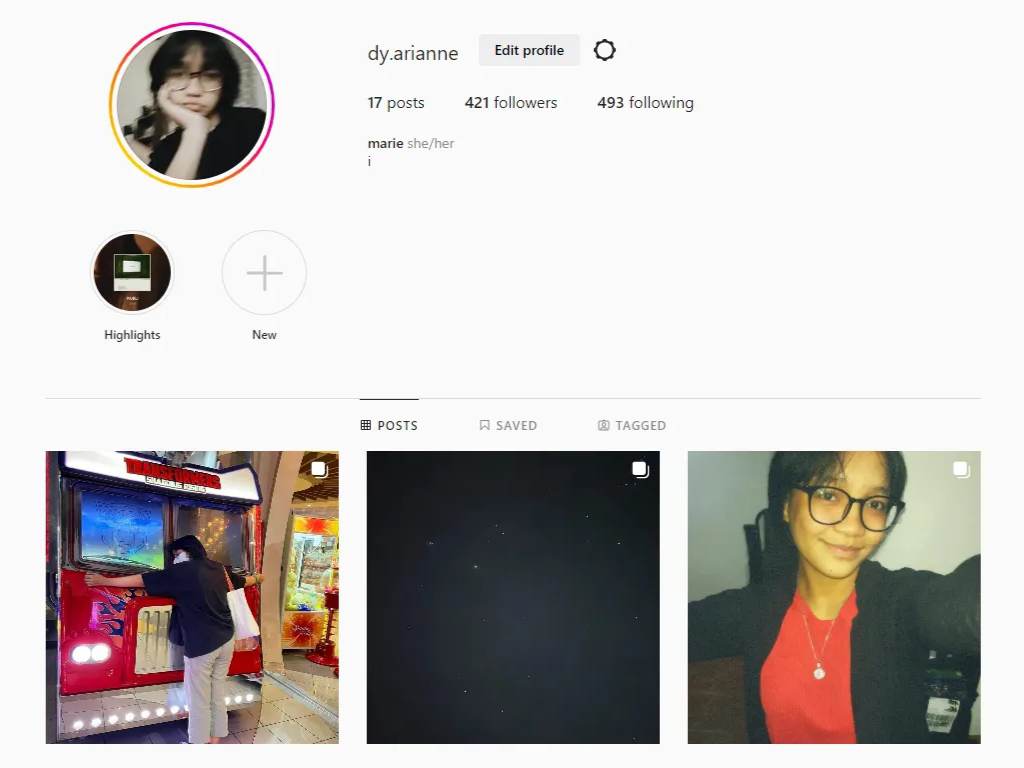 dy.arianne
Edit profile
17 posts
421 followers
493 following
marie she/her
i
Highlights
New
POSTS
SAVED
TAGGED
TRANSFORMERS